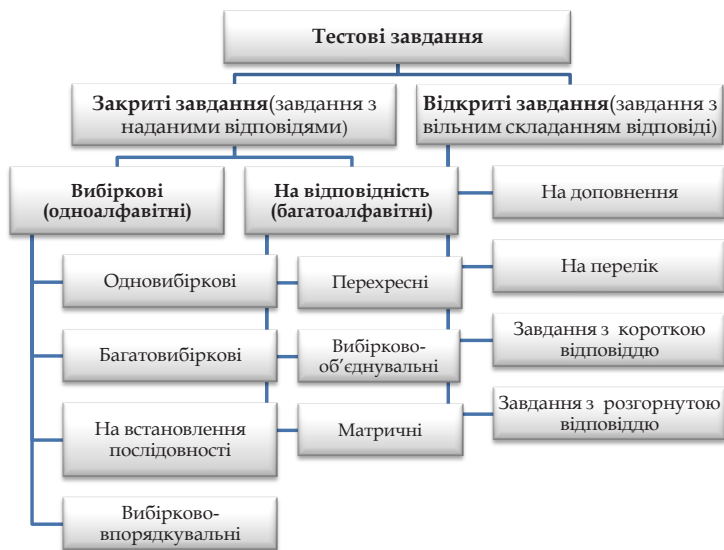 Тестові завдання
Закриті завдання(завдання з
наданими відповідями)
Відкриті завдання(завдання з
вільним складанням відповіді)
Вибіркові
(одноалфавітні)
На відповідність
(багатоалфавітні)
На доповнення
На перелік
Завдання з короткою
відповіддю
Завдання з розгорнутою
відповіддю
Одновибіркові
Багатовибіркові
На встановлення
послідовності
Вибірково-
впорядкувальні
Перехресні
Вибірково-
об’єднувальні
Матричні